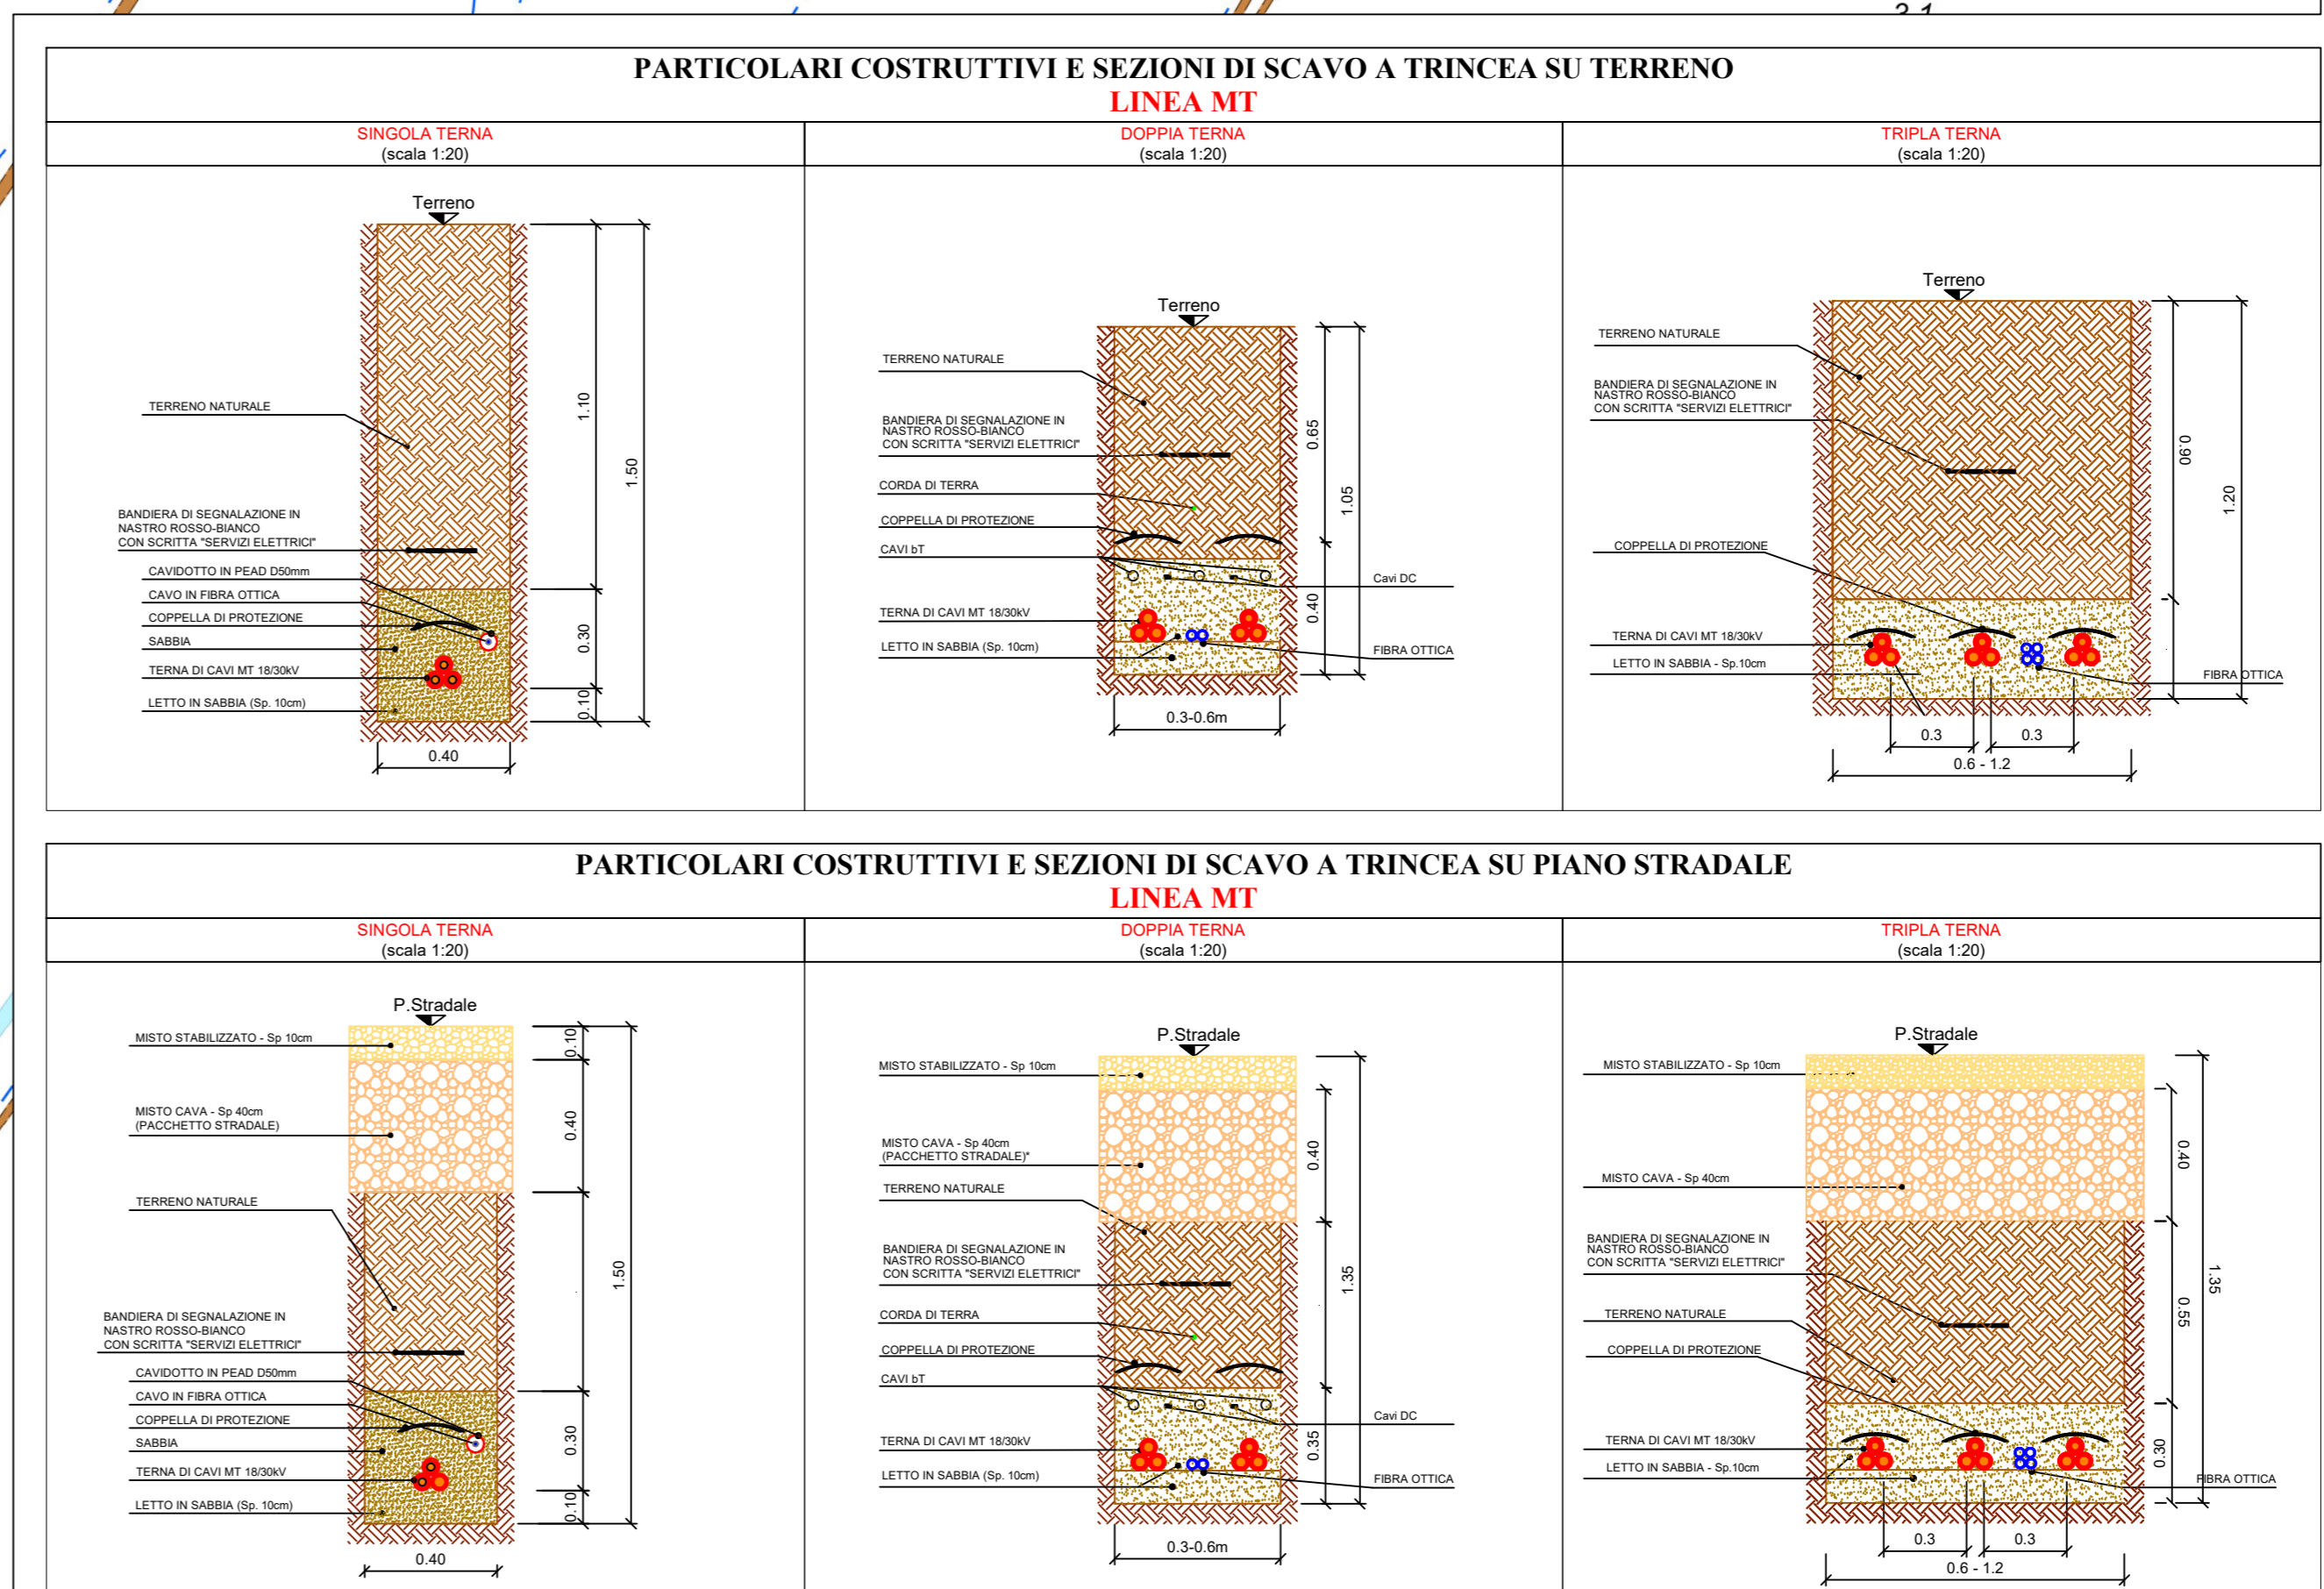 PARTICOLARI COSTRUTTIVI E SEZIONI DI SCAVO A TRINCEA SU TERRENO
LINEA MT
SINGOLA TERNA
(scala 1:20)
Terreno
TERRENO NATURALE
BANDIERA DI SEGNALAZIONE IN
NASTRO ROSSO-BIANCO
CON SCRITTA "SERVIZI ELETTRICI"
CAVIDOTTO IN PEAD D50mm
CAVO IN FIBRA OTTICA
COPPELLA DI PROTEZIONE
SABBIA
TERNA DI CAVI MT 18/30kV
LETTO IN SABBIA (Sp. 10cm)
1.10
1.50
0.30
0.10
0.40
DOPPIA TERNA
(scala 1:20)
Terreno
TERRENO NATURALE
BANDIERA DI SEGNALAZIONE IN
NASTRO ROSSO-BIANCO
CON SCRITTA "SERVIZI ELETTRICI"
CORDA DI TERRA
COPPELLA DI PROTEZIONE
CAVI bT
TERNA DI CAVI MT 18/30kV
LETTO IN SABBIA (Sp. 10cm)
0.65
1.05
Cavi DC
0.40
FIBRA OTTICA
0.3-0.6m
TRIPLA TERNA
(scala 1:20)
Terreno
TERRENO NATURALE
BANDIERA DI SEGNALAZIONE IN
NASTRO ROSSO-BIANCO
CON SCRITTA "SERVIZI ELETTRICI"
COPPELLA DI PROTEZIONE
TERNA DI CAVI MT 18/30kV
LETTO IN SABBIA - Sp.10cm
0.90
1.20
FIBRA OTTICA
0.3
0.3
0.6 - 1.2
PARTICOLARI COSTRUTTIVI E SEZIONI DI SCAVO A TRINCEA SU PIANO STRADALE
LINEA MT
SINGOLA TERNA
(scala 1:20)
P.Stradale
MISTO STABILIZZATO - Sp 10cm
MISTO CAVA - Sp 40cm
(PACCHETTO STRADALE)
TERRENO NATURALE
BANDIERA DI SEGNALAZIONE IN
NASTRO ROSSO-BIANCO
CON SCRITTA "SERVIZI ELETTRICI"
CAVIDOTTO IN PEAD D50mm
CAVO IN FIBRA OTTICA
COPPELLA DI PROTEZIONE
SABBIA
TERNA DI CAVI MT 18/30kV
LETTO IN SABBIA (Sp. 10cm)
0.10
0.40
1.50
0.30
0.10
0.40
DOPPIA TERNA
(scala 1:20)
P.Stradale
MISTO STABILIZZATO - Sp 10cm
MISTO CAVA - Sp 40cm
(PACCHETTO STRADALE)*
TERRENO NATURALE
BANDIERA DI SEGNALAZIONE IN
NASTRO ROSSO-BIANCO
CON SCRITTA "SERVIZI ELETTRICI"
CORDA DI TERRA
COPPELLA DI PROTEZIONE
CAVI bT
TERNA DI CAVI MT 18/30kV
LETTO IN SABBIA (Sp. 10cm)
0.40
1.35
Cavi DC
0.35
FIBRA OTTICA
0.3-0.6m
TRIPLA TERNA
(scala 1:20)
P.Stradale
MISTO STABILIZZATO - Sp 10cm
MISTO CAVA - Sp 40cm
BANDIERA DI SEGNALAZIONE IN
NASTRO ROSSO-BIANCO
CON SCRITTA "SERVIZI ELETTRICI"
TERRENO NATURALE
COPPELLA DI PROTEZIONE
TERNA DI CAVI MT 18/30kV
LETTO IN SABBIA - Sp.10cm
0.40
1.35
0.55
0.30
FIBRA OTTICA
0.3
0.3
0.6 - 1.2